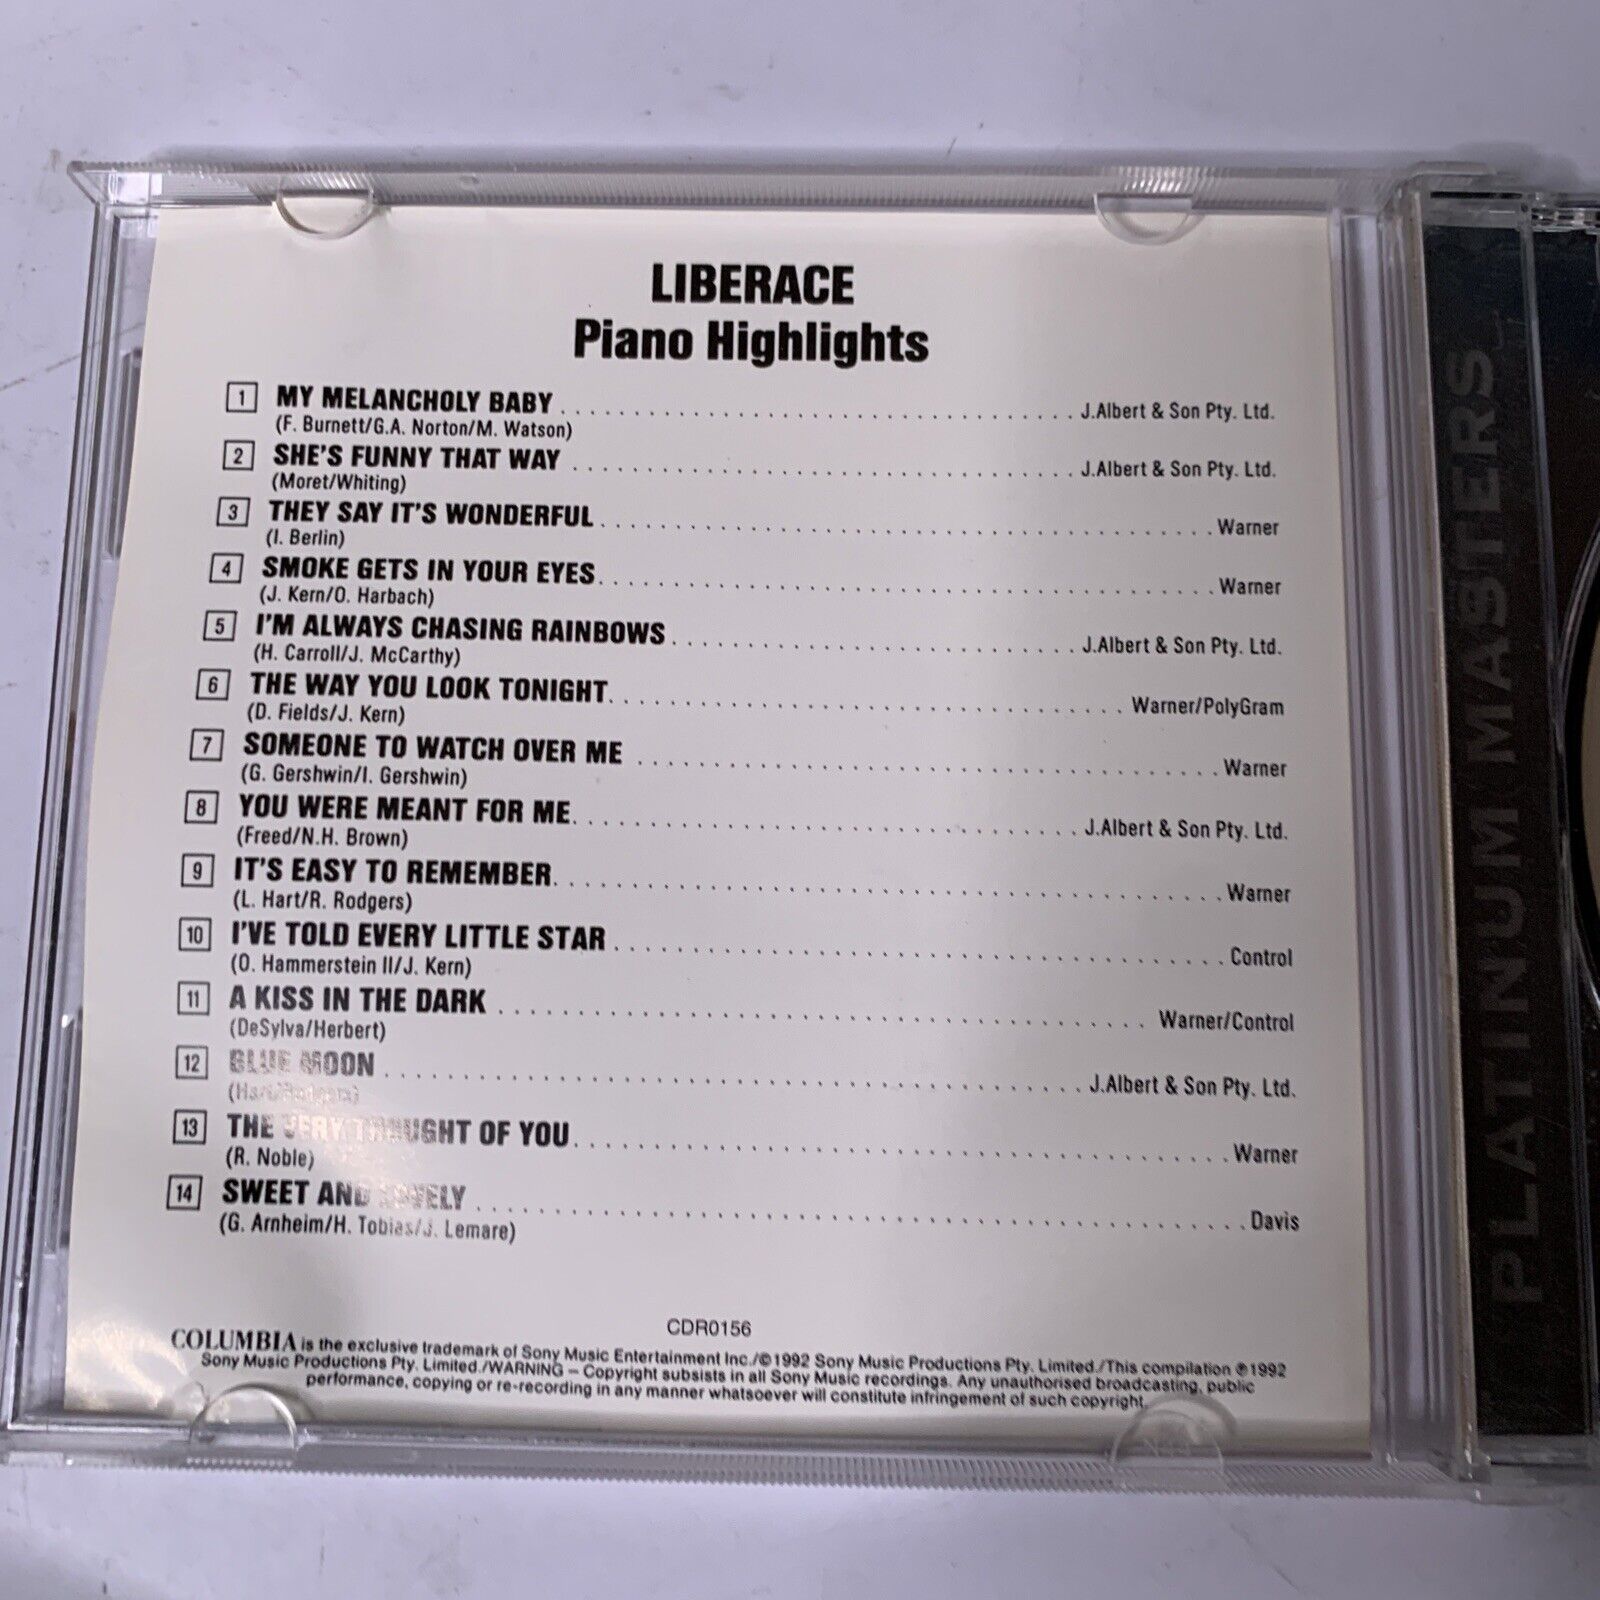 LIBERACE
Piano Highlights
1 MY MELANCHOLY BABY . . . . . . . . . . . . . . . . . . . . . . . . . . . . . . J.Albert & Son Pty. Ltd.
(F. Burnett/G.A. Norton/M. Watson)
2 SHE'S FUNNY THAT WAY . . . . . . . . . . . . . . . . . . . . . . . . . . . . . . J.Albert & Son Pty. Ltd.
(Moret/Whiting)
3 THEY SAY IT'S WONDERFUL . . . . . . . . . . . . . . . . . . . . . . . . . . . . . . Warner
(I. Berlin)
4 SMOKE GETS IN YOUR EYES . . . . . . . . . . . . . . . . . . . . . . . . . . . . . . Warner
(J. Kern/O. Harbach)
5 I'M ALWAYS CHASING RAINBOWS . . . . . . . . . . . . . . . . . . . . . . . . . J.Albert & Son Pty. Ltd.
(H. Carroll/J. McCarthy)
6 THE WAY YOU LOOK TONIGHT . . . . . . . . . . . . . . . . . . . . . . . . . . . . . Warner/PolyGram
(D. Fields/J. Kern)
7 SOMEONE TO WATCH OVER ME . . . . . . . . . . . . . . . . . . . . . . . . . . . . . . Warner
(G. Gershwin/I. Gershwin)
8 YOU WERE MEANT FOR ME . . . . . . . . . . . . . . . . . . . . . . . . . . . . . J.Albert & Son Pty. Ltd.
(Freed/N.H. Brown)
9 IT'S EASY TO REMEMBER . . . . . . . . . . . . . . . . . . . . . . . . . . . . . . Warner
(L. Hart/R. Rodgers)
10 I'VE TOLD EVERY LITTLE STAR . . . . . . . . . . . . . . . . . . . . . . . . . . . . . . Control
(O. Hammerstein II/J. Kern)
11 A KISS IN THE DARK . . . . . . . . . . . . . . . . . . . . . . . . . . . . . . Warner/Control
(DeSylva/Herbert)
12 BLUE MOON . . . . . . . . . . . . . . . . . . . . . . . . . . . . . . J.Albert & Son Pty. Ltd.
(Hart/Rodgers)
13 THE VERY THOUGHT OF YOU . . . . . . . . . . . . . . . . . . . . . . . . . . . . . . Warner
(R. Noble)
14 SWEET AND LOVELY . . . . . . . . . . . . . . . . . . . . . . . . . . . . . . Davis
(G. Arnheim/H. Tobias/J. Lemare)
CDR0156
COLUMBIA is the exclusive trademark of Sony Music Entertainment Inc./©1992 Sony Music Productions Pty. Limited./This compilation ℗1992
Sony Music Productions Pty. Limited./WARNING – Copyright subsists in all Sony Music recordings. Any unauthorised broadcasting, public
performance, copying or re-recording in any manner whatsoever will constitute infringement of such copyright.
PLATINUM MASTERS